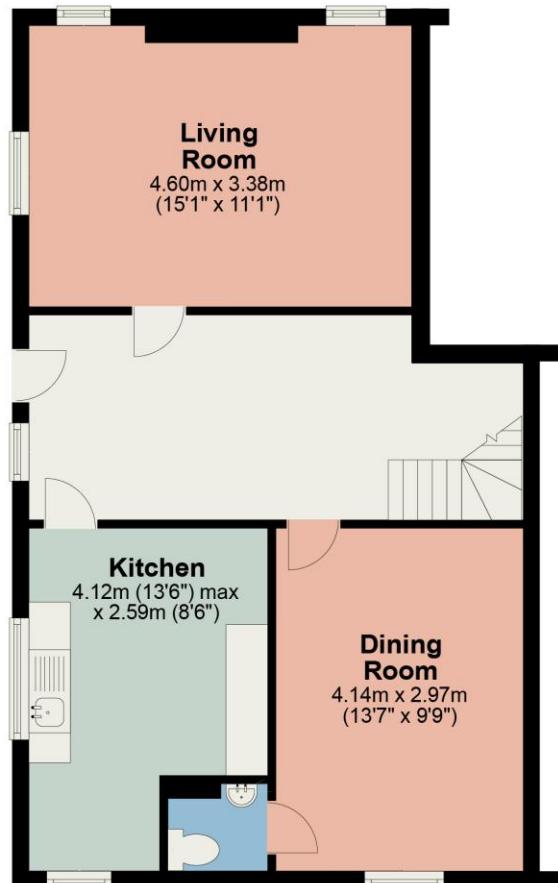 Living
Room
4.60m x 3.38m
(15'1" x 11'1")
Kitchen
4.12m (13'6") max
x 2.59m (8'6")
Dining
Room
4.14m x 2.97m
(13'7" x 9'9")